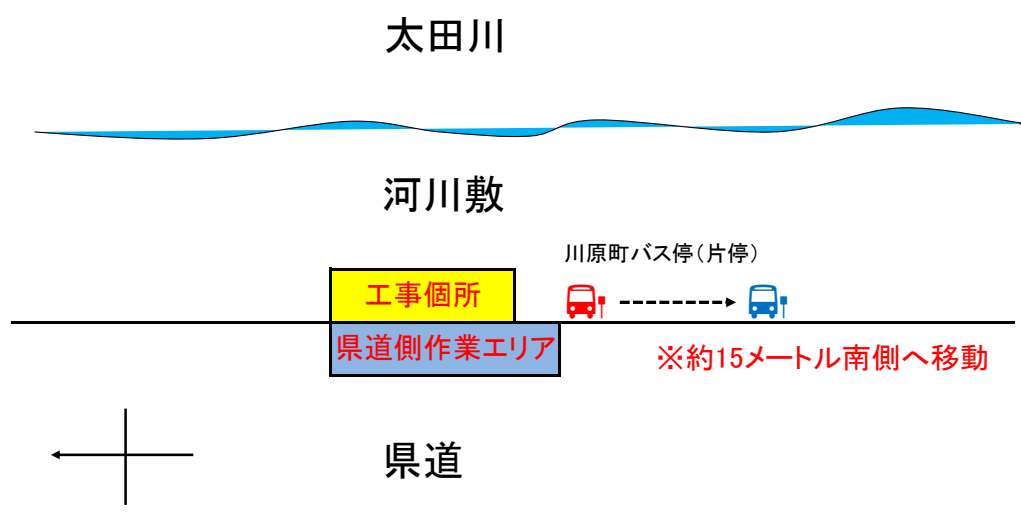 太田川
河川敷
川原町バス停(片停)
工事個所
県道側作業エリア
※約15メートル南側へ移動
県道